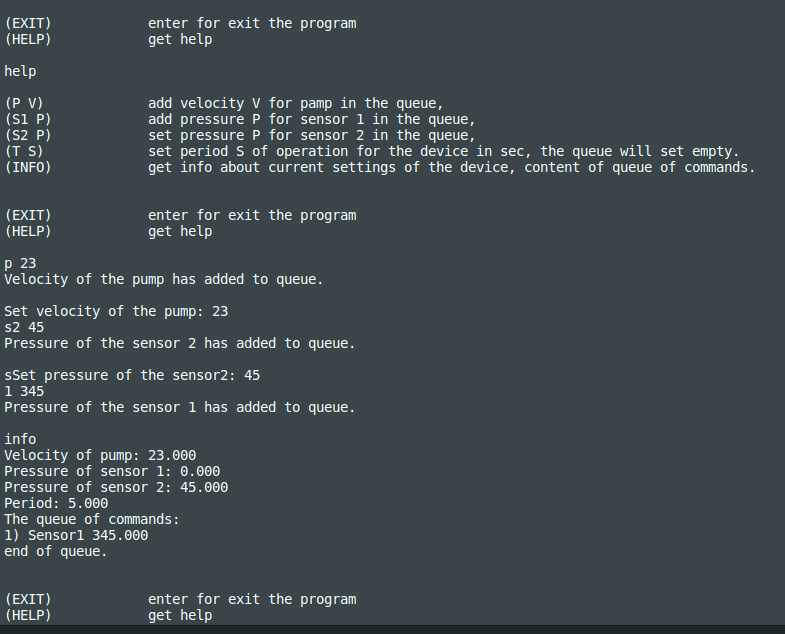 (EXIT) enter for exit the program
(HELP) get help
help
(P V) add velocity V for pamp in the queue,
(S1 P) add pressure P for sensor 1 in the queue,
(S2 P) set pressure P for sensor 2 in the queue,
(T S) set period S of operation for the device in sec, the queue will set empty.
(INFO) get info about current settings of the device, content of queue of commands.
(EXIT) enter for exit the program
(HELP) get help
p 23
Velocity of the pump has added to queue.
Set velocity of the pump: 23
s2 45
Pressure of the sensor 2 has added to queue.
sSet pressure of the sensor2: 45
1 345
Pressure of the sensor 1 has added to queue.
info
Velocity of pump: 23.000
Pressure of sensor 1: 0.000
Pressure of sensor 2: 45.000
Period: 5.000
The queue of commands:
1) Sensor1 345.000
end of queue.
(EXIT) enter for exit the program
(HELP) get help